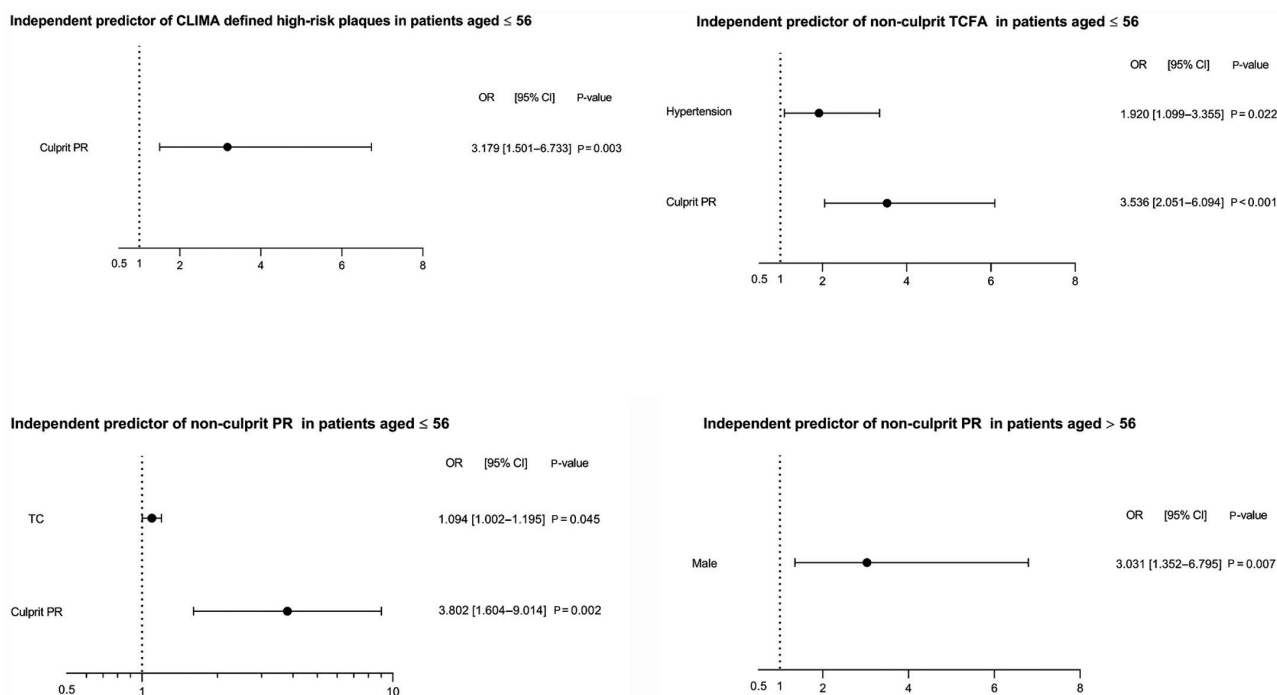 Independent predictor of CLIMA defined high-risk plaques in patients aged ≤ 56
OR [95% CI] P-value
Culprit PR 3.179 [1.501–6.733] P = 0.003
0.5 1 2 4 6 8
Independent predictor of non-culprit TCFA in patients aged ≤ 56
OR [95% CI] P-value
Hypertension 1.920 [1.099–3.355] P = 0.022
Culprit PR 3.536 [2.051–6.094] P < 0.001
0.5 1 2 4 6 8
Independent predictor of non-culprit PR in patients aged ≤ 56
OR [95% CI] P-value
TC 1.094 [1.002–1.195] P = 0.045
Culprit PR 3.802 [1.604–9.014] P = 0.002
0.5 1 10
Independent predictor of non-culprit PR in patients aged > 56
OR [95% CI] P-value
Male 3.031 [1.352–6.795] P = 0.007
0.5 1 2 4 6 8